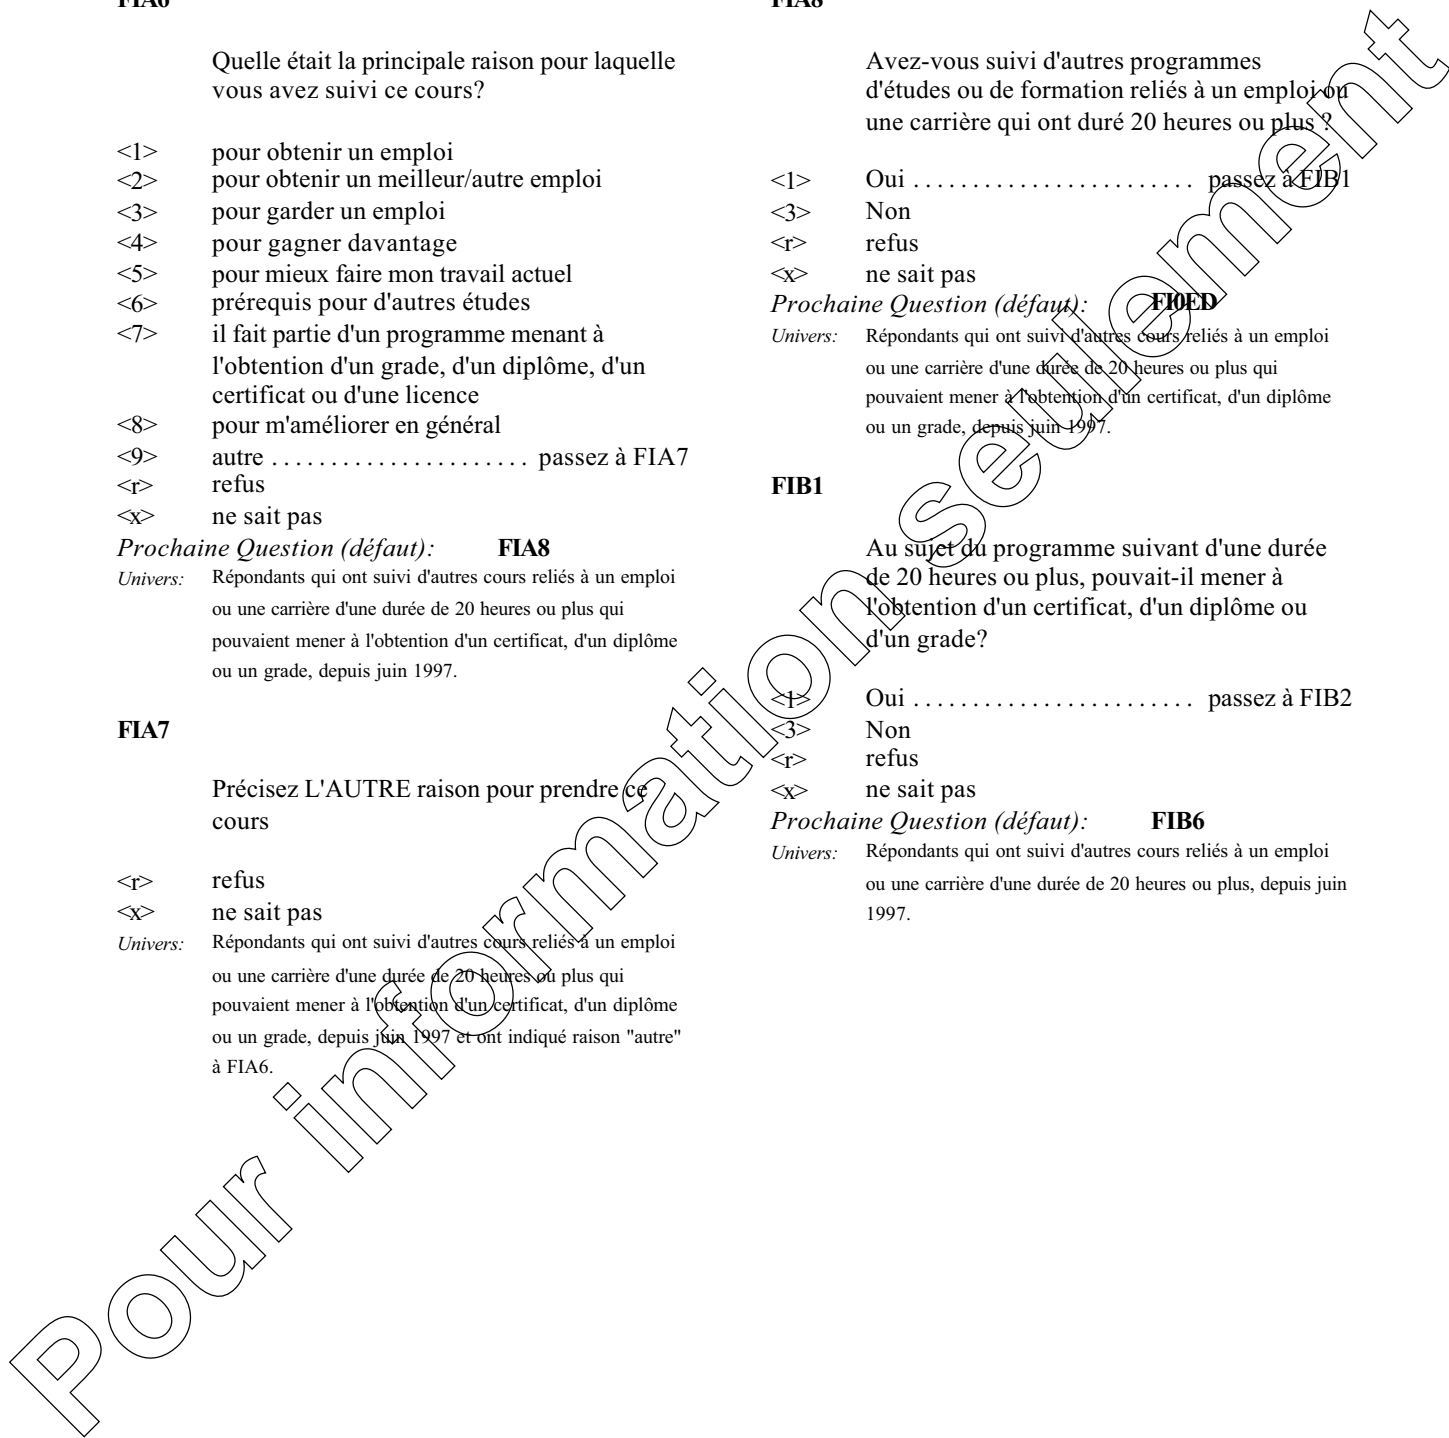 FIA6
Quelle était la principale raison pour laquelle
vous avez suivi ce cours?
<1> pour obtenir un emploi
<2> pour obtenir un meilleur/autre emploi
<3> pour garder un emploi
<4> pour gagner davantage
<5> pour mieux faire mon travail actuel
<6> prérequis pour d'autres études
<7> il fait partie d'un programme menant à
l'obtention d'un grade, d'un diplôme, d'un
certificat ou d'une licence
<8> pour m'améliorer en général
<9> autre . . . . . . . . . . . . . . . . . . . . . . passez à FIA7
<r> refus
<x> ne sait pas
Prochaine Question (défaut): FIA8
Univers: Répondants qui ont suivi d'autres cours reliés à un emploi
ou une carrière d'une durée de 20 heures ou plus qui
pouvaient mener à l'obtention d'un certificat, d'un diplôme
ou un grade, depuis juin 1997.
FIA7
Précisez L'AUTRE raison pour prendre ce
cours
<r> refus
<x> ne sait pas
Univers: Répondants qui ont suivi d'autres cours reliés à un emploi
ou une carrière d'une durée de 20 heures ou plus qui
pouvaient mener à l'obtention d'un certificat, d'un diplôme
ou un grade, depuis juin 1997 et ont indiqué raison "autre"
à FIA6.
FIA8
Avez-vous suivi d'autres programmes
d'études ou de formation reliés à un emploi ou
une carrière qui ont duré 20 heures ou plus ?
<1> Oui . . . . . . . . . . . . . . . . . . . . . . . . passez à FIB1
<3> Non
<r> refus
<x> ne sait pas
Prochaine Question (défaut): FI0ED
Univers: Répondants qui ont suivi d'autres cours reliés à un emploi
ou une carrière d'une durée de 20 heures ou plus qui
pouvaient mener à l'obtention d'un certificat, d'un diplôme
ou un grade, depuis juin 1997.
FIB1
Au sujet du programme suivant d'une durée
de 20 heures ou plus, pouvait-il mener à
l'obtention d'un certificat, d'un diplôme ou
d'un grade?
<1> Oui . . . . . . . . . . . . . . . . . . . . . . . . passez à FIB2
<3> Non
<r> refus
<x> ne sait pas
Prochaine Question (défaut): FIB6
Univers: Répondants qui ont suivi d'autres cours reliés à un emploi
ou une carrière d'une durée de 20 heures ou plus, depuis juin
1997.
Pour information seulement